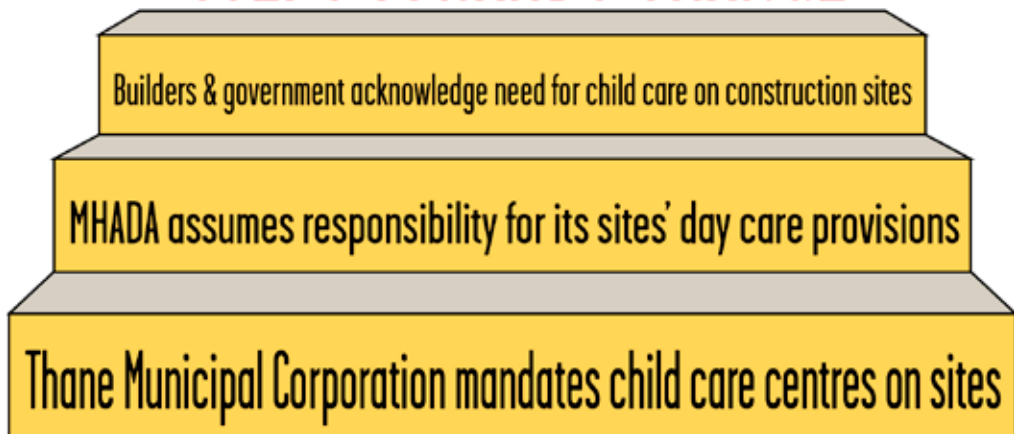 Builders & government acknowledge need for child care on construction sites
MHADA assumes responsibility for its sites' day care provisions
Thane Municipal Corporation mandates child care centres on sites